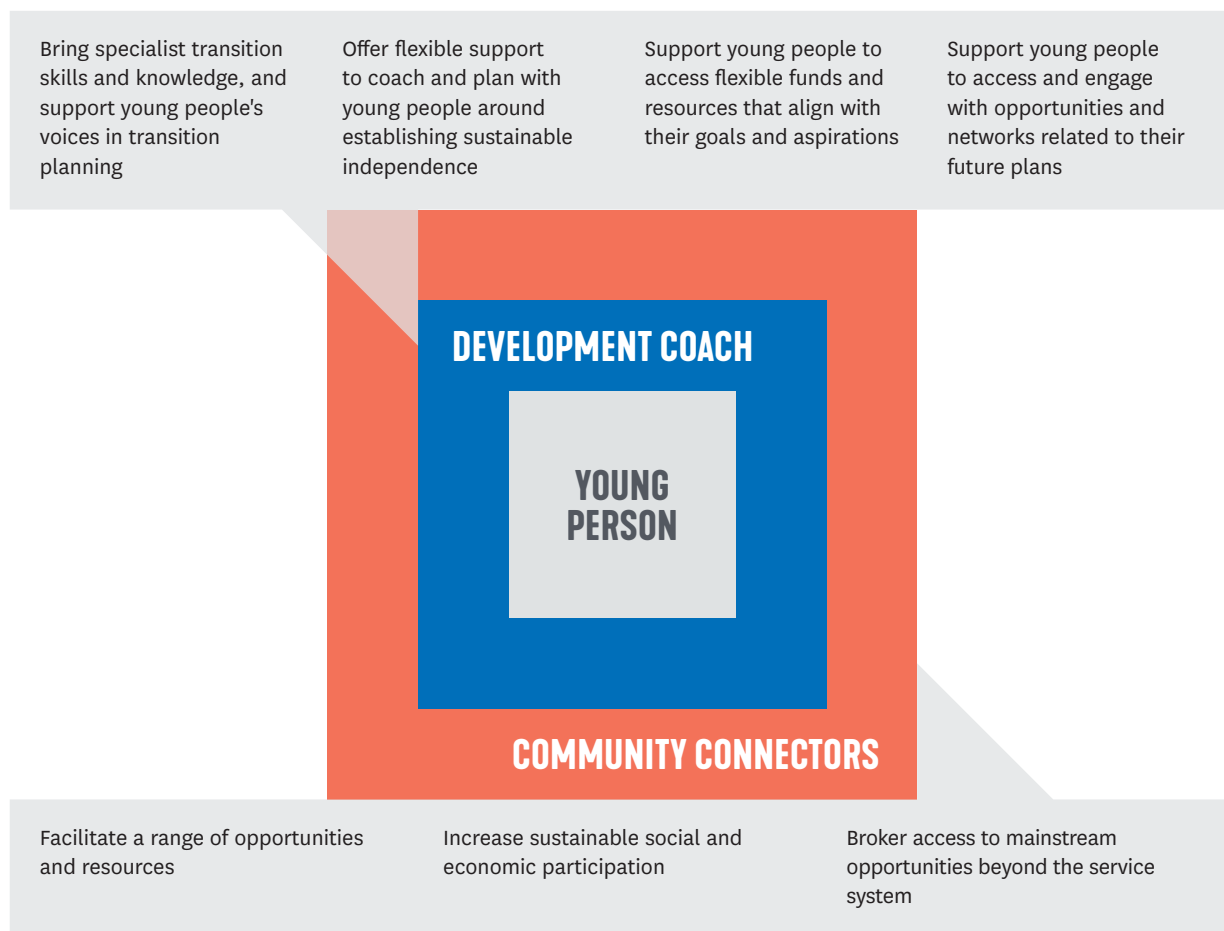 Bring specialist transition
skills and knowledge, and
support young people's
voices in transition
planning
Offer flexible support
to coach and plan with
young people around
establishing sustainable
independence
Support young people to
access flexible funds and
resources that align with
their goals and aspirations
Support young people
to access and engage
with opportunities and
networks related to their
future plans
DEVELOPMENT COACH
YOUNG
PERSON
COMMUNITY CONNECTORS
Facilitate a range of opportunities
and resources
Increase sustainable social and
economic participation
Broker access to mainstream
opportunities beyond the service
system